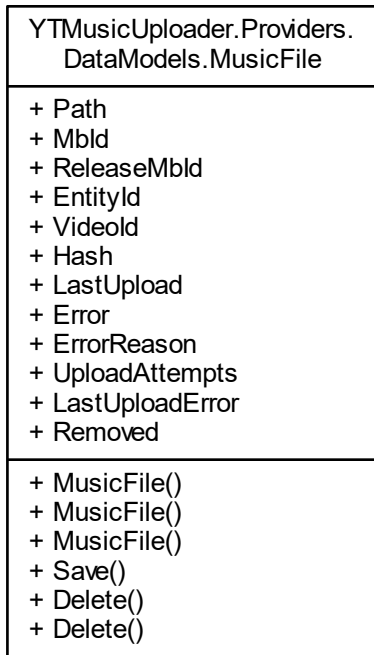 YTMusicUploader.Providers.
DataModels.MusicFile
+ Path
+ MbId
+ ReleaseMbId
+ EntityId
+ VideoId
+ Hash
+ LastUpload
+ Error
+ ErrorReason
+ UploadAttempts
+ LastUploadError
+ Removed
+ MusicFile()
+ MusicFile()
+ MusicFile()
+ Save()
+ Delete()
+ Delete()